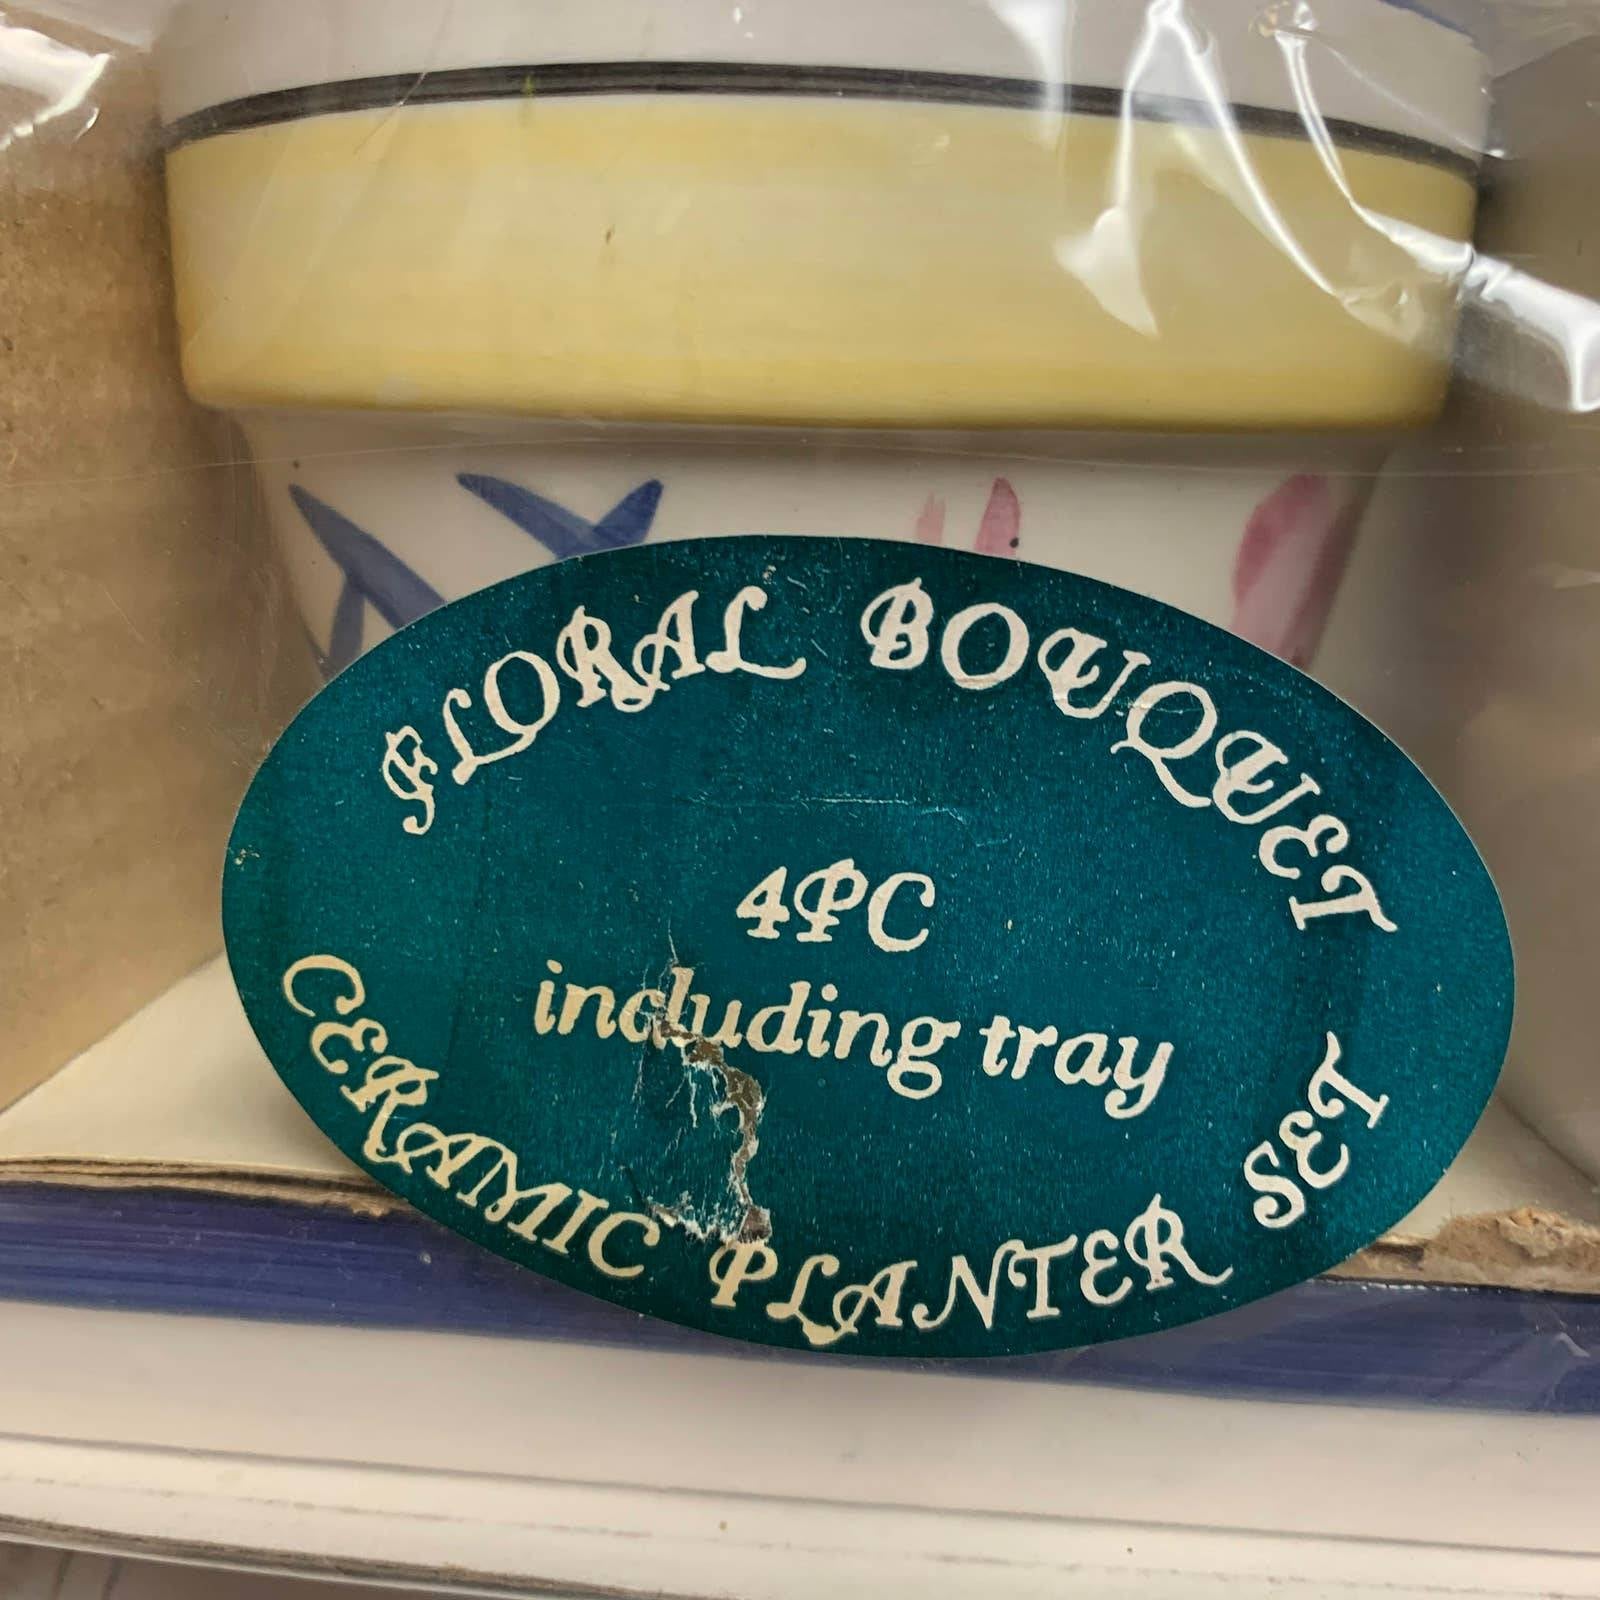 FLORAL BOUQUET
4PC
including tray
CERAMIC PLANTER SET